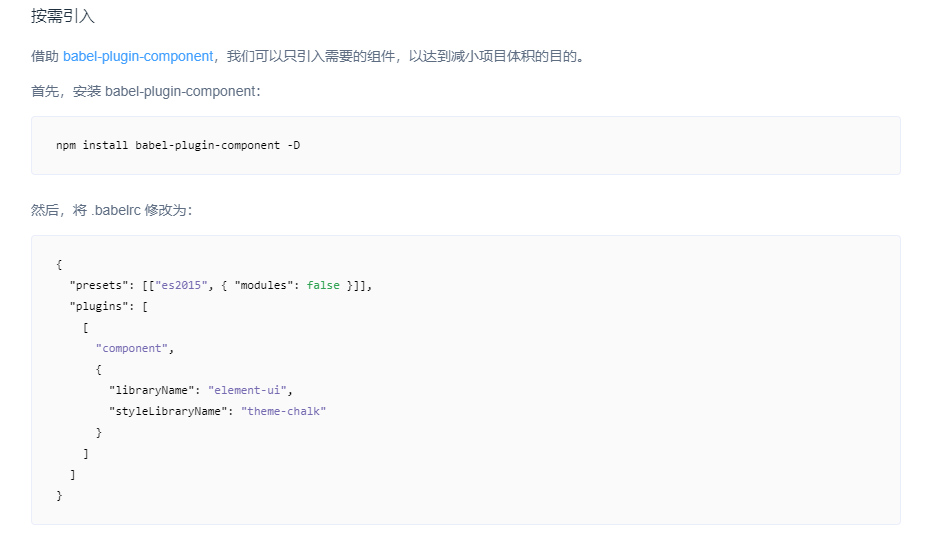 按需引入
借助 babel-plugin-component，我们可以只引入需要的组件，以达到减小项目体积的目的。
首先，安装 babel-plugin-component：
npm install babel-plugin-component -D
然后，将 .babelrc 修改为：
{
  "presets": [["es2015", { "modules": false }]],
  "plugins": [
    [
      "component",
      {
        "libraryName": "element-ui",
        "styleLibraryName": "theme-chalk"
      }
    ]
  ]
}